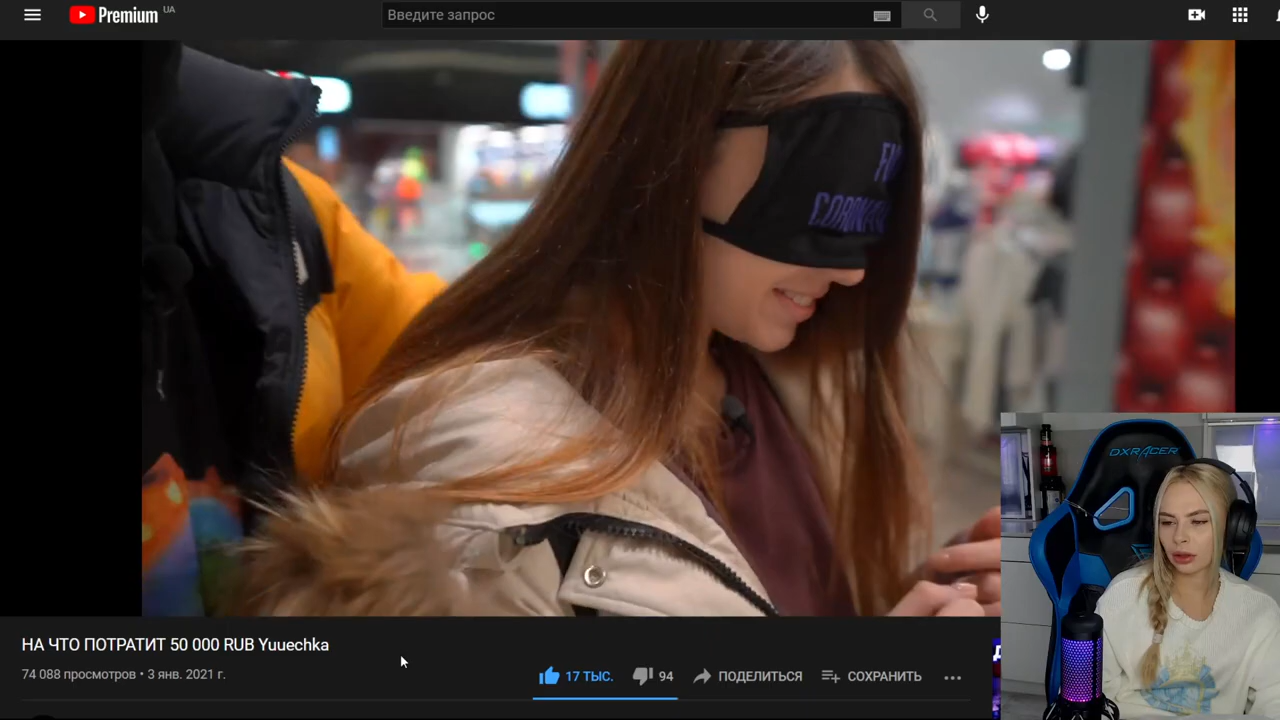 Premium UA
Введите запрос
CORONA
DXRACER
НА ЧТО ПОТРАТИТ 50 000 RUB Yuuechka
74 088 просмотров • 3 янв. 2021 г.
17 ТЫС.
94
ПОДЕЛИТЬСЯ
СОХРАНИТЬ